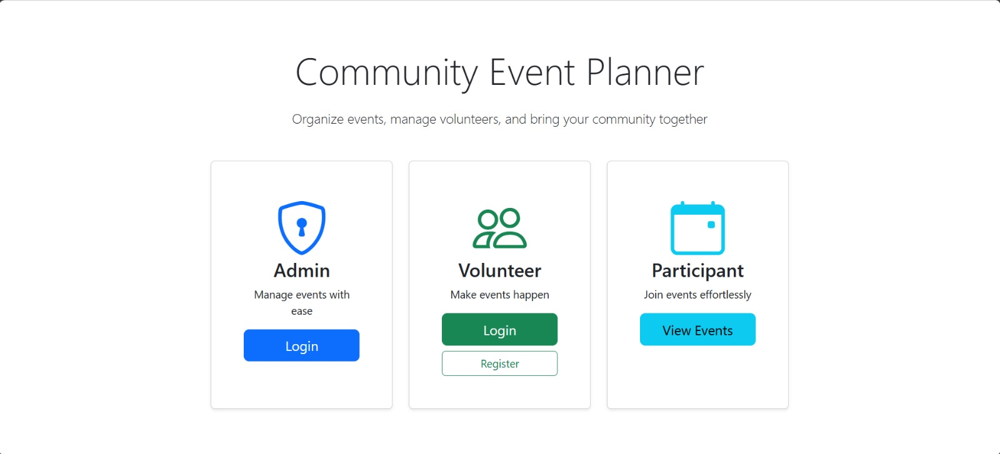 Community Event Planner
Organize events, manage volunteers, and bring your community together
Admin
Manage events with
ease
Login
Volunteer
Make events happen
Login
Register
Participant
Join events effortlessly
View Events